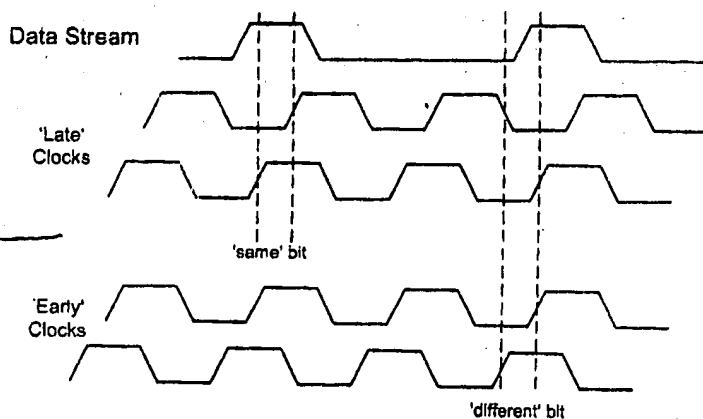 Data Stream
'Late'
Clocks
'same' bit
'Early'
Clocks
'different' bit